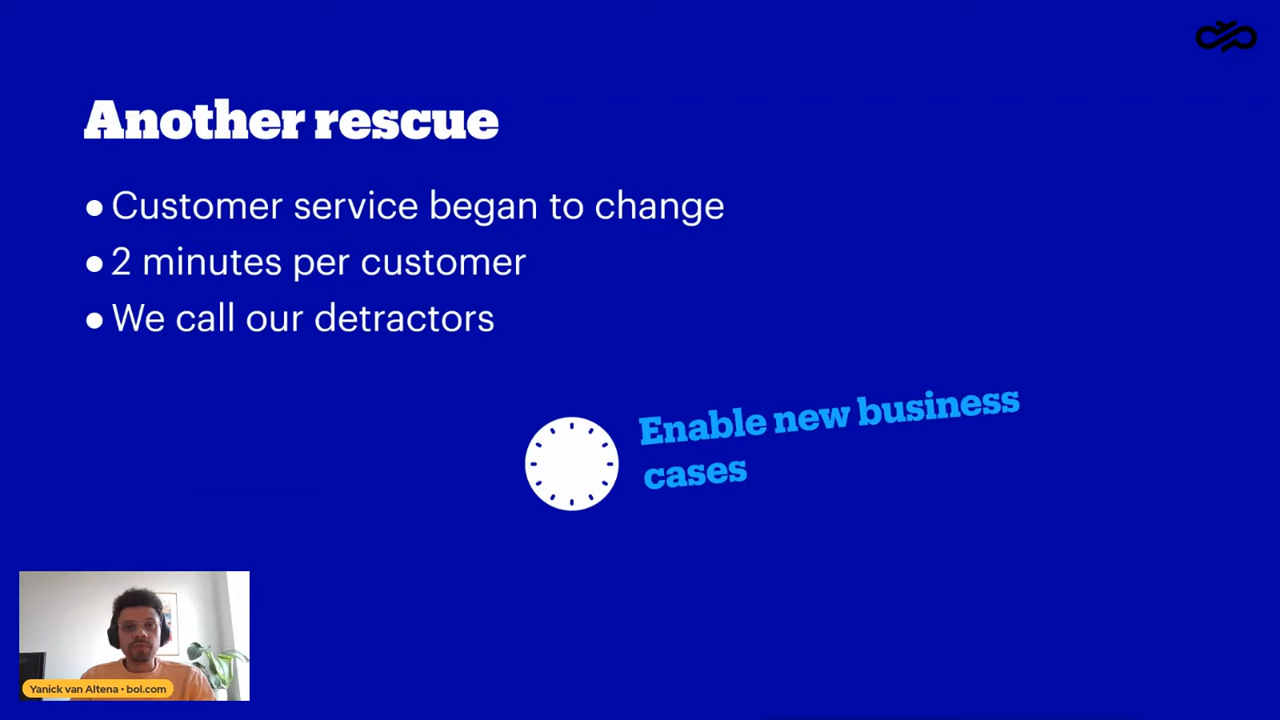 Another rescue
• Customer service began to change
• 2 minutes per customer
• We call our detractors
Enable new business
cases
Yanick van Altena • bol.com